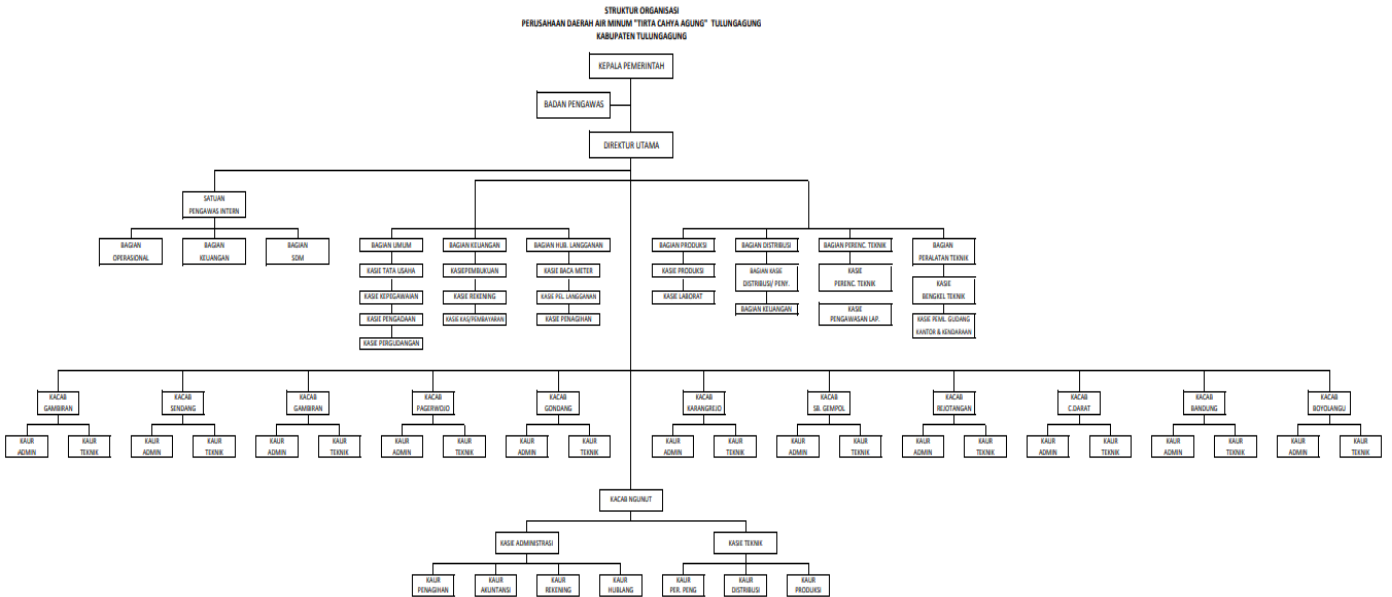 STRUKTUR ORGANISASI
PERUSAHAAN DAERAH AIR MINUM "TIRTA CAHYA AGUNG" TULUNGAGUNG
KABUPATEN TULUNGAGUNG
KEPALA PEMERINTAH
BADAN PENGAWAS
DIREKTUR UTAMA
SATUAN
PENGAWAS INTERN
BAGIAN
OPERASIONAL
BAGIAN
KEUANGAN
BAGIAN
SDM
BAGIAN UMUM
KASIE TATA USAHA
KASIE KEPEGAWAIAN
KASIE PENGADAAN
KASIE PERGUDANGAN
BAGIAN KEUANGAN
KASIEPEMBUKUAN
KASIE REKENING
KASIE KAS/PEMBAYARAN
BAGIAN HUB. LANGGANAN
KASIE BACA METER
KASIE PEL. LANGGANAN
KASIE PENAGIHAN
BAGIAN PRODUKSI
KASIE PRODUKSI
KASIE LABORAT
BAGIAN DISTRIBUSI
BAGIAN KASIE
DISTRIBUSI/ PENY.
BAGIAN KEUANGAN
BAGIAN PERENC. TEKNIK
KASIE
PERENC. TEKNIK
KASIE
PENGAWASAN LAP.
BAGIAN
PERALATAN TEKNIK
KASIE
BENGKEL TEKNIK
KASIE PEML. GUDANG
KANTOR & KENDARAAN
KACAB
GAMBIRAN
KACAB
SENDANG
KACAB
GAMBIRAN
KACAB
PAGERWOJO
KACAB
GONDANG
KACAB
KARANGREJO
KACAB
SB. GEMPOL
KACAB
REJOTANGAN
KACAB
C.DARAT
KACAB
BANDUNG
KACAB
BOYOLANGU
KAUR
ADMIN
KAUR
TEKNIK
KAUR
ADMIN
KAUR
TEKNIK
KAUR
ADMIN
KAUR
TEKNIK
KAUR
ADMIN
KAUR
TEKNIK
KAUR
ADMIN
KAUR
TEKNIK
KAUR
ADMIN
KAUR
TEKNIK
KAUR
ADMIN
KAUR
TEKNIK
KAUR
ADMIN
KAUR
TEKNIK
KAUR
ADMIN
KAUR
TEKNIK
KAUR
ADMIN
KAUR
TEKNIK
KAUR
ADMIN
KAUR
TEKNIK
KACAB NGUNUT
KASIE ADMINISTRASI
KASIE TEKNIK
KAUR
PENAGIHAN
KAUR
AKUNTANSI
KAUR
REKENING
KAUR
HUBLANG
KAUR
PER. PENG
KAUR
DISTRIBUSI
KAUR
PRODUKSI